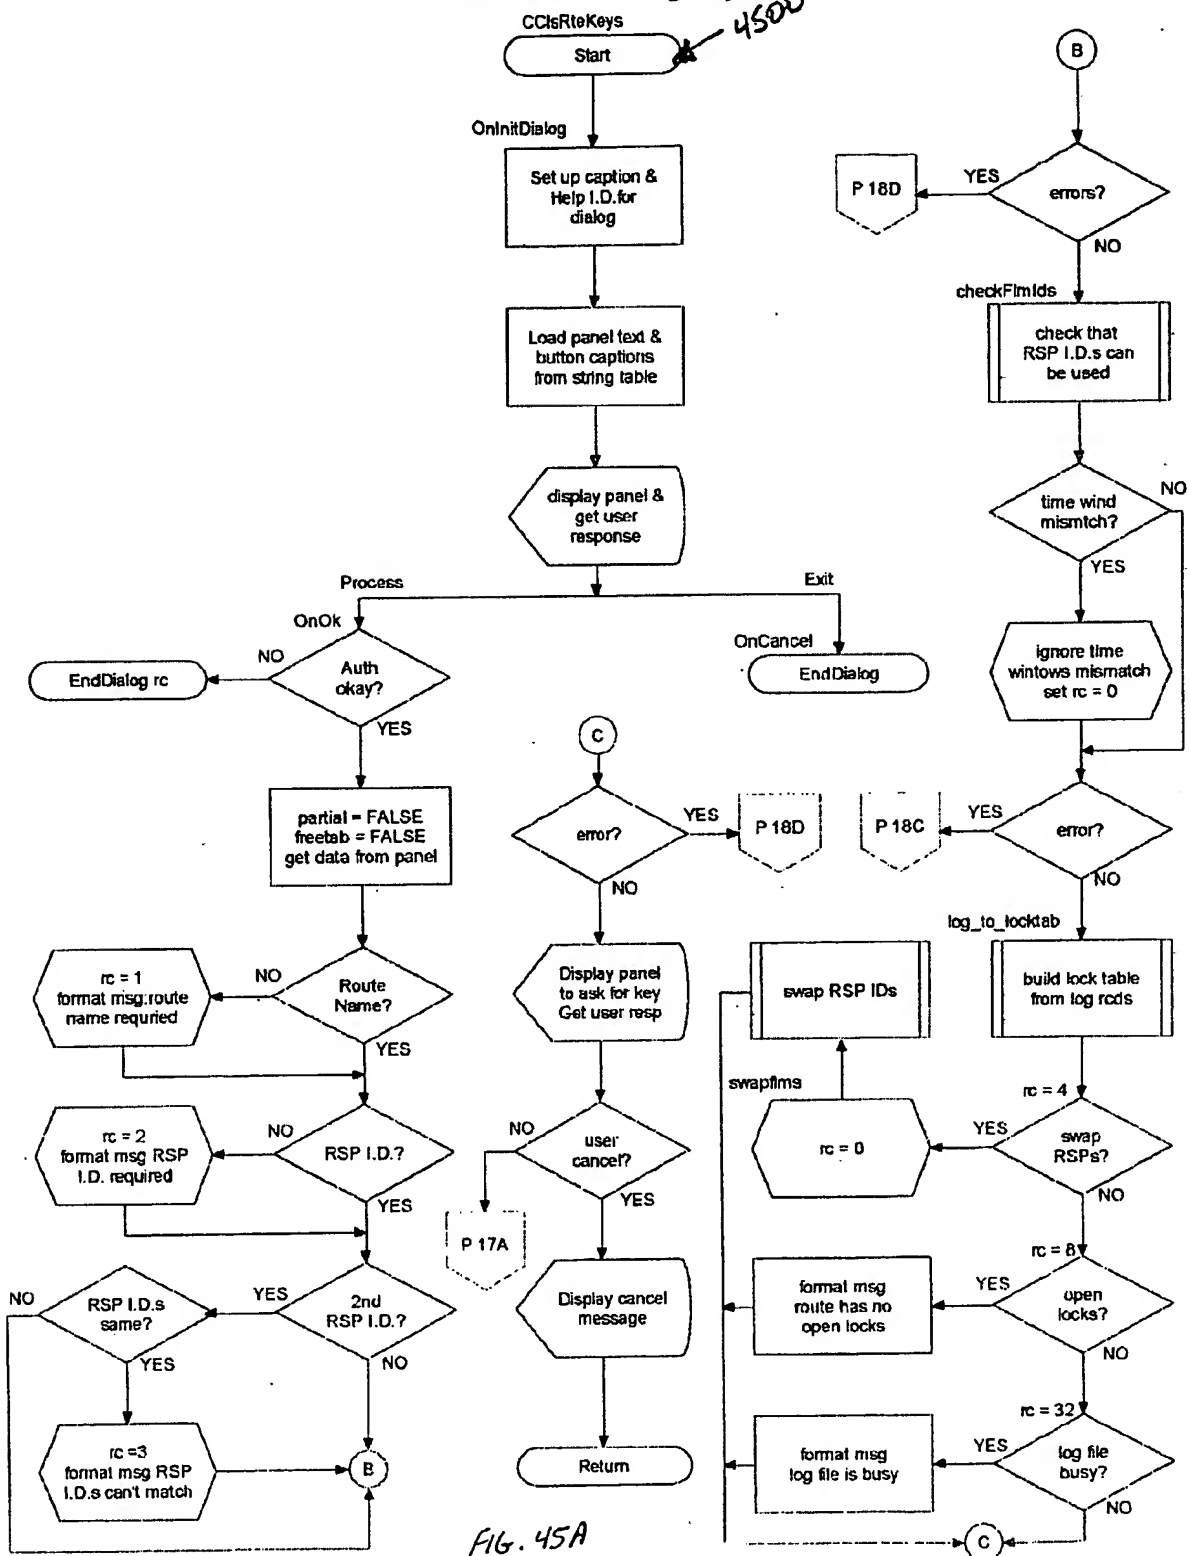 4500
CClsRteKeys
Start
OnInitDialog
Set up caption &
Help I.D.for
dialog
Load panel text &
button captions
from string table
display panel &
get user
response
Process
Exit
OnOk
Auth
okay?
NO
EndDialog rc
YES
OnCancel
EndDialog
partial = FALSE
freetab = FALSE
get data from panel
Route
Name?
NO
rc = 1
format msg:route
name requried
YES
RSP I.D.?
NO
rc = 2
format msg RSP
I.D. required
YES
2nd
RSP I.D.?
YES
RSP I.D.s
same?
NO
YES
NO
rc =3
format msg RSP
I.D.s can't match
B
C
error?
YES
P 18D
NO
Display panel
to ask for key
Get user resp
user
cancel?
NO
P 17A
YES
Display cancel
message
Return
B
errors?
YES
P 18D
NO
checkFlmIds
check that
RSP I.D.s can
be used
time wind
mismtch?
NO
YES
ignore time
wintows mismatch
set rc = 0
error?
YES
P 18C
NO
log_to_locktab
build lock table
from log rcds
rc = 4
swap
RSPs?
YES
rc = 0
swapflms
swap RSP IDs
NO
rc = 8
open
locks?
YES
format msg
route has no
open locks
NO
rc = 32
log file
busy?
YES
format msg
log file is busy
NO
C
FIG. 45A